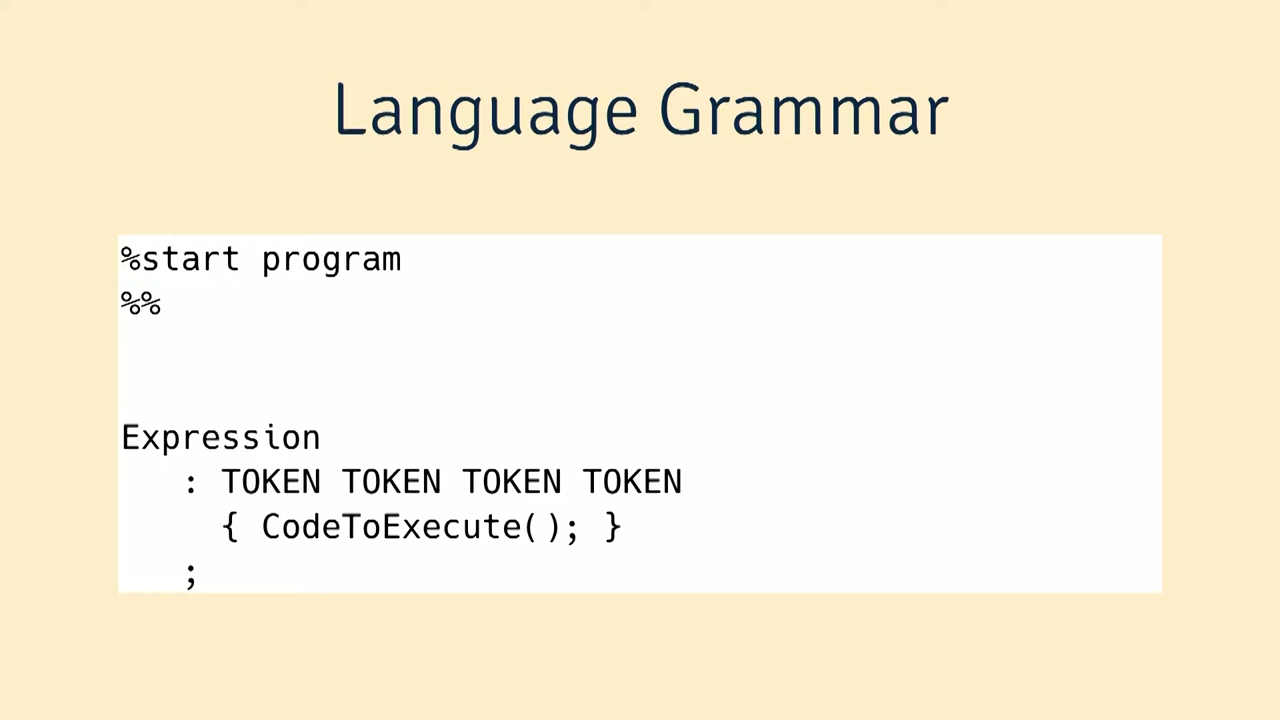 Language Grammar
%start program
%%
Expression
: TOKEN TOKEN TOKEN TOKEN
{ CodeToExecute(); }
;